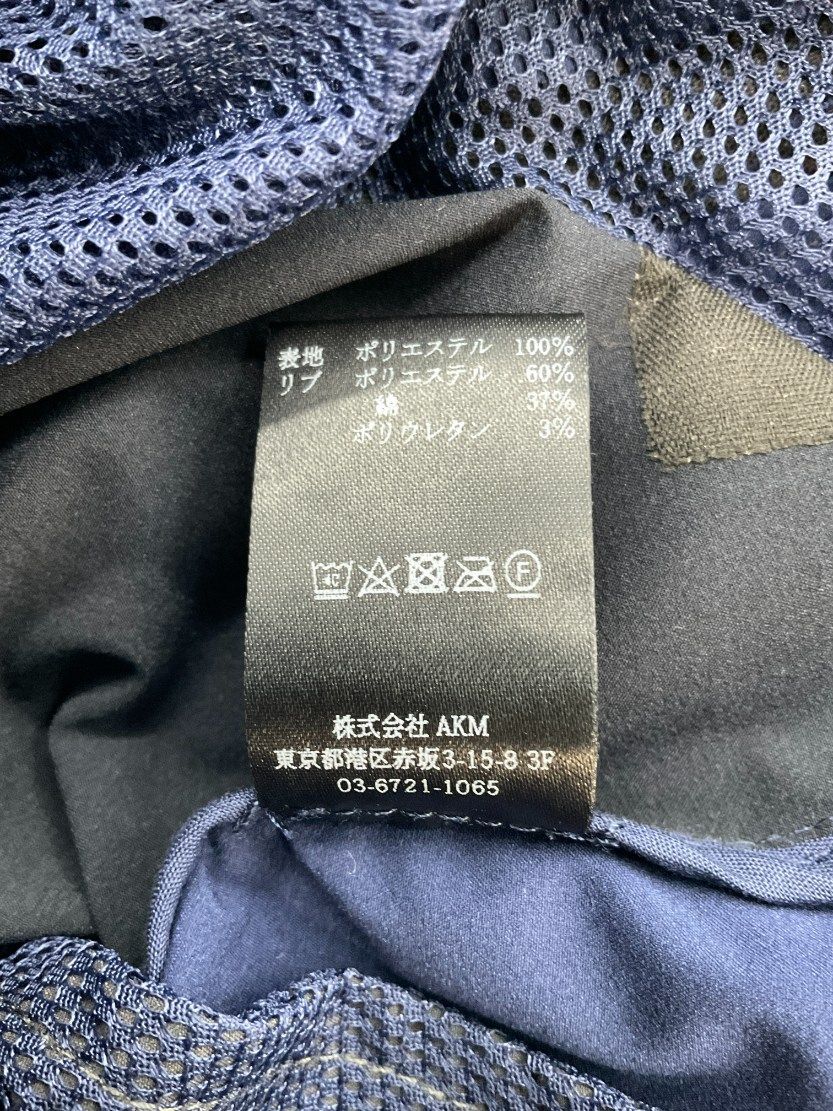 表地 ポリエステル 100%
リブ ポリエステル 60%
綿 37%
ポリウレタン 3%
40
F
株式会社 AKM
東京都港区赤坂3-15-8 3F
03-6721-1065